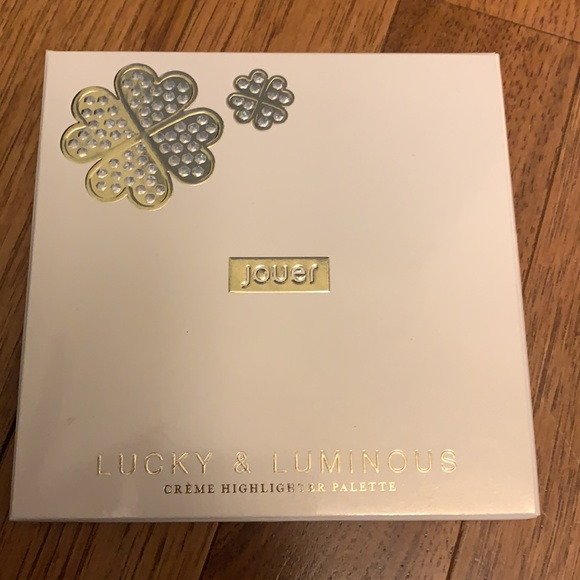 jouer
LUCKY & LUMINOUS
CRÈME HIGHLIGHTER PALETTE